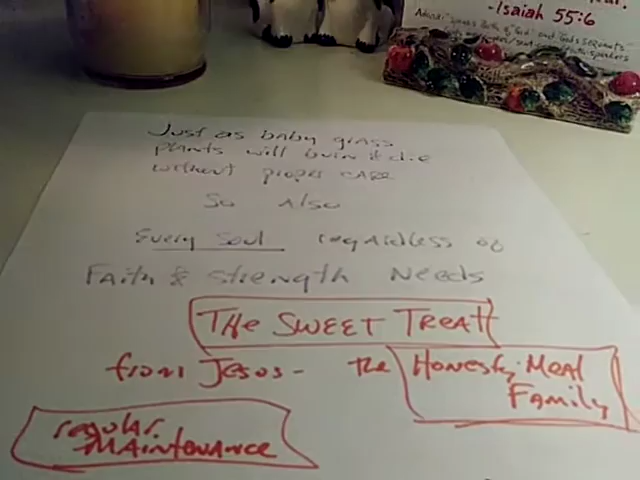 -Isaiah 55:6
Just as baby grass
plants will burn & die
without proper care
So Also
Every Soul regardless of
Faith & Strength Needs
THE SWEET TREAT
from Jesus - the Honesty Meat
Family
regular
MAINTENANCE